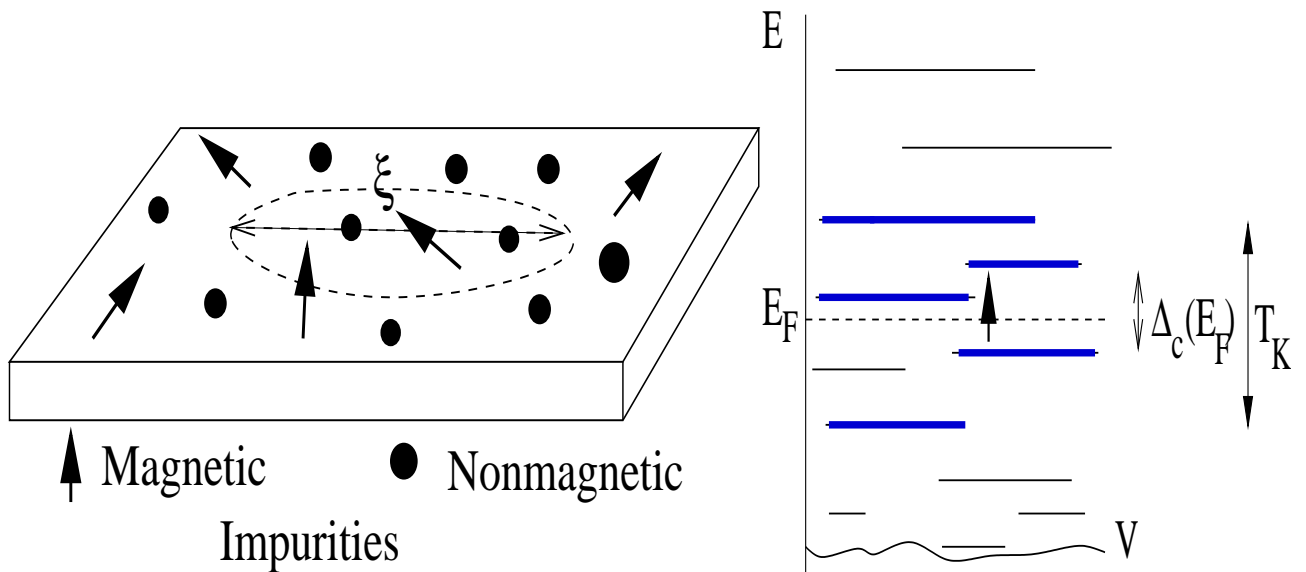 ξ
Magnetic
Nonmagnetic
Impurities
E
E_F
Δ_c(E_F)
T_K
V